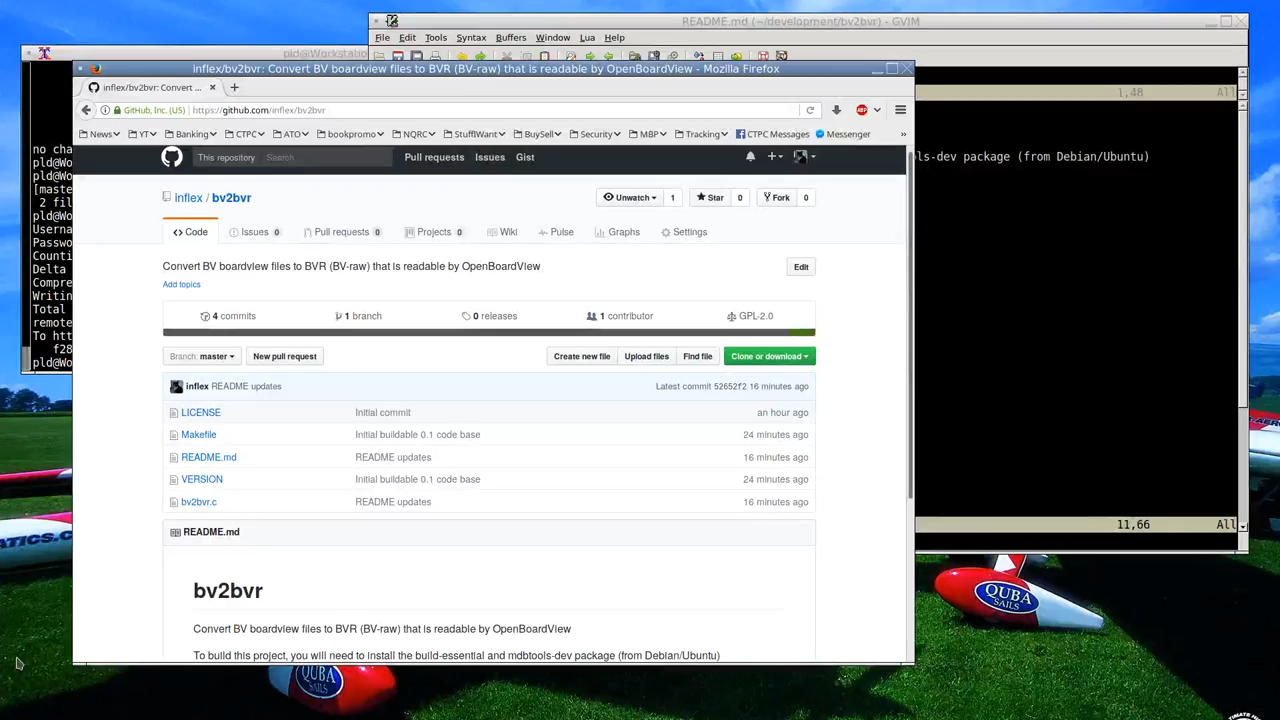 README.md (~/development/bv2bvr) - GVIM
File Edit Tools Syntax Buffers Window Lua Help
pld@Workstatio
inflex/bv2bvr: Convert BV boardview files to BVR (BV-raw) that is readable by OpenBoardView - Mozilla Firefox
inflex/bv2bvr: Convert ...
GitHub, Inc. (US) https://github.com/inflex/bv2bvr
News YT Banking CTPC ATO bookpromo NQRC StuffIWant BuySell Security MBP Tracking CTPC Messages Messenger »
This repository Search Pull requests Issues Gist
inflex / bv2bvr
Unwatch 1 Star 0 Fork 0
Code Issues 0 Pull requests 0 Projects 0 Wiki Pulse Graphs Settings
Convert BV boardview files to BVR (BV-raw) that is readable by OpenBoardView Edit
Add topics
4 commits 1 branch 0 releases 1 contributor GPL-2.0
Branch: master New pull request Create new file Upload files Find file Clone or download
inflex README updates Latest commit 52652f2 16 minutes ago
LICENSE Initial commit an hour ago
Makefile Initial buildable 0.1 code base 24 minutes ago
README.md README updates 16 minutes ago
VERSION Initial buildable 0.1 code base 24 minutes ago
bv2bvr.c README updates 16 minutes ago
README.md
bv2bvr
Convert BV boardview files to BVR (BV-raw) that is readable by OpenBoardView
To build this project, you will need to install the build-essential and mdbtools-dev package (from Debian/Ubuntu)
no cha
pld@Wo
pld@Wo
[maste
2 fil
pld@Wo
Userna
Passwo
Counti
Delta
Compre
Writin
Total
remote
To htt
f28
pld@Wo
1,48 All
ls-dev package (from Debian/Ubuntu)
11,66 All
ATICS.C
QUBA
SAILS
QUBA
SAILS